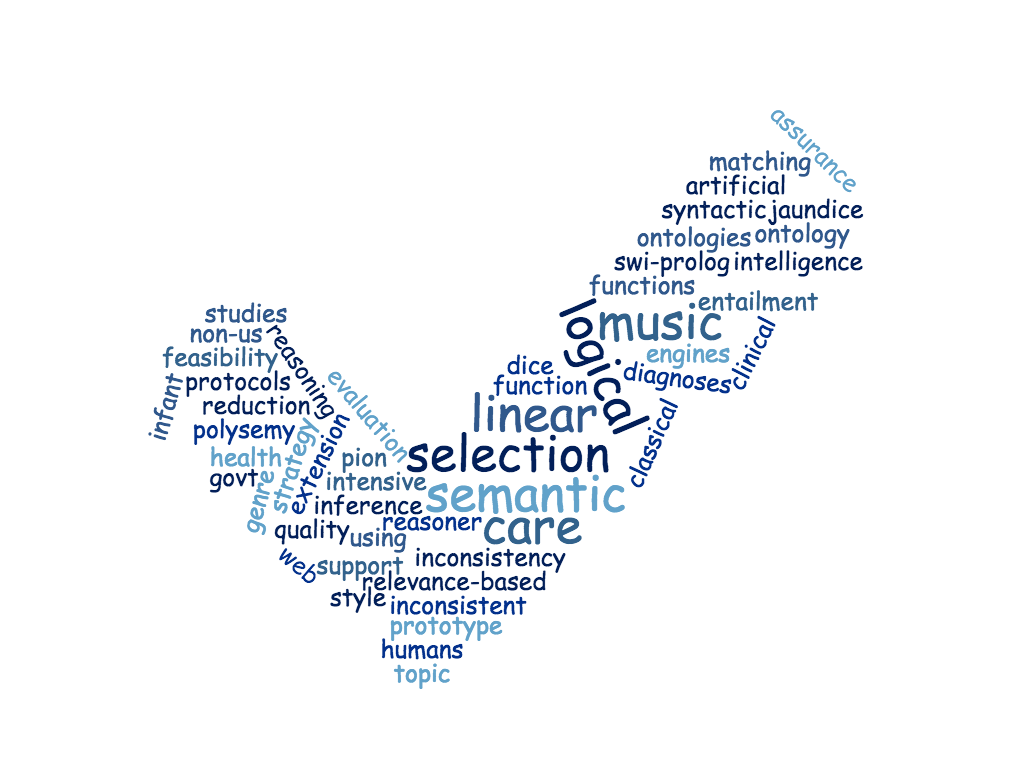 assurance
matching
artificial
syntactic jaundice
ontologies ontology
swi-prolog intelligence
functions
entailment
logical
music
engines
clinical
diagnoses
studies
non-us
reasoning
feasibility
infant
protocols
evaluation
reduction
polysemy
extension
strategy
health
genre
govt
pion
intensive
dice
function
linear
classical
selection
semantic
inference
reasoner
care
quality
using
web
support
inconsistency
relevance-based
style
inconsistent
prototype
humans
topic